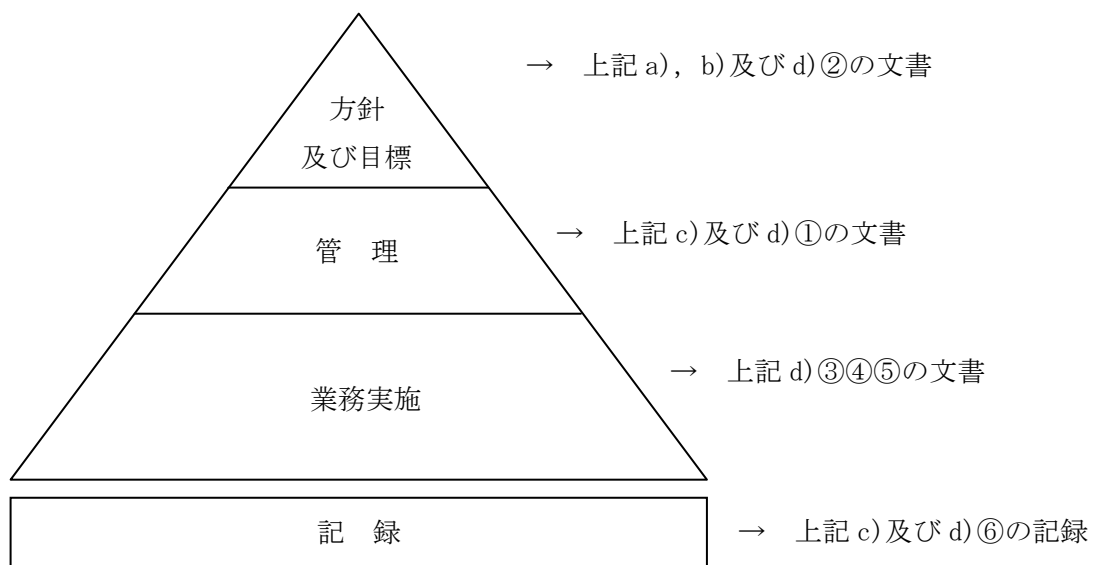 → 上記 a), b)及び d)②の文書
方針
及び目標
→ 上記 c)及び d)①の文書
管 理
→ 上記 d)③④⑤の文書
業務実施
記 録
→ 上記 c)及び d)⑥の記録